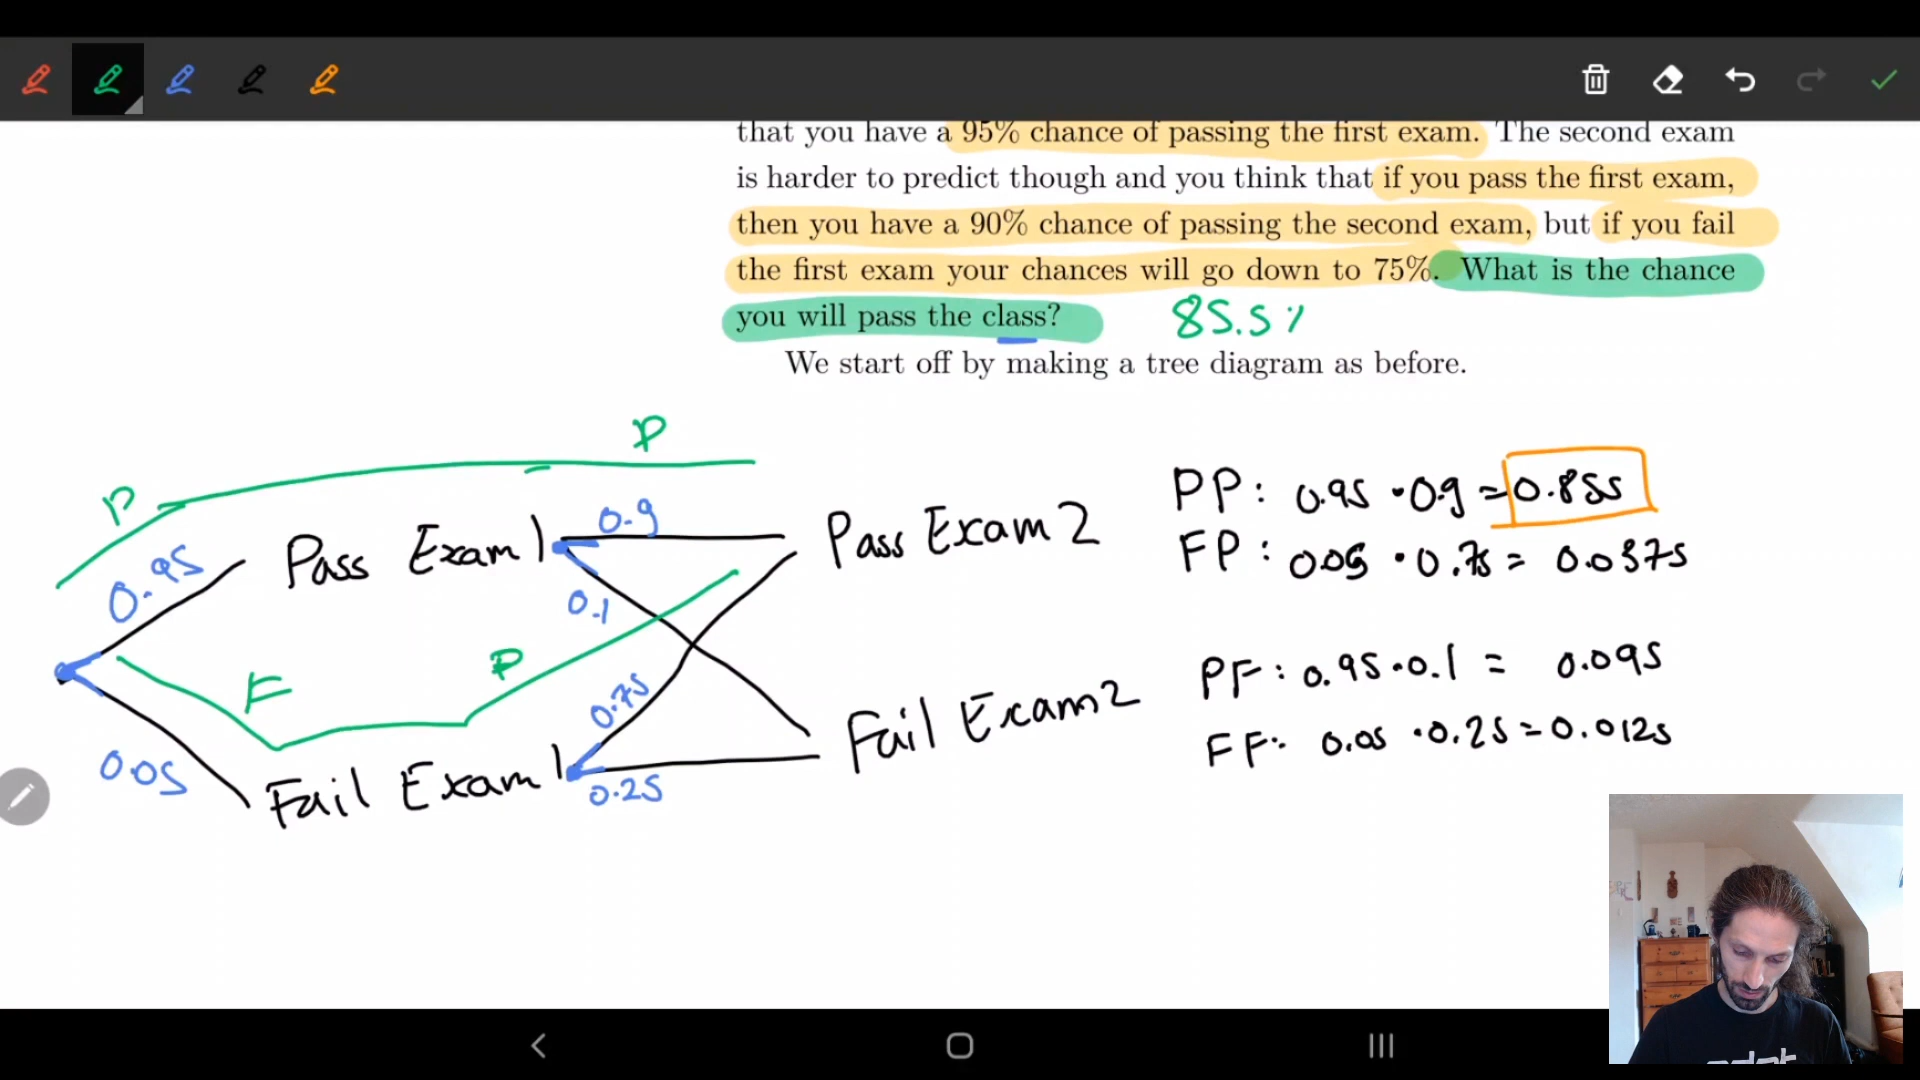 that you have a 95% chance of passing the first exam. The second exam
is harder to predict though and you think that if you pass the first exam,
then you have a 90% chance of passing the second exam, but if you fail
the first exam your chances will go down to 75%. What is the chance
you will pass the class? 85.5%
We start off by making a tree diagram as before.
P
P
0.95
Pass Exam 1
0.9
Pass Exam 2
PP: 0.95 · 0.9 = 0.855
FP: 0.05 · 0.75 = 0.0375
0.1
F
P
0.75
PF: 0.95 · 0.1 = 0.095
0.05
Fail Exam 1
0.25
Fail Exam 2
FF: 0.05 · 0.25 = 0.0125